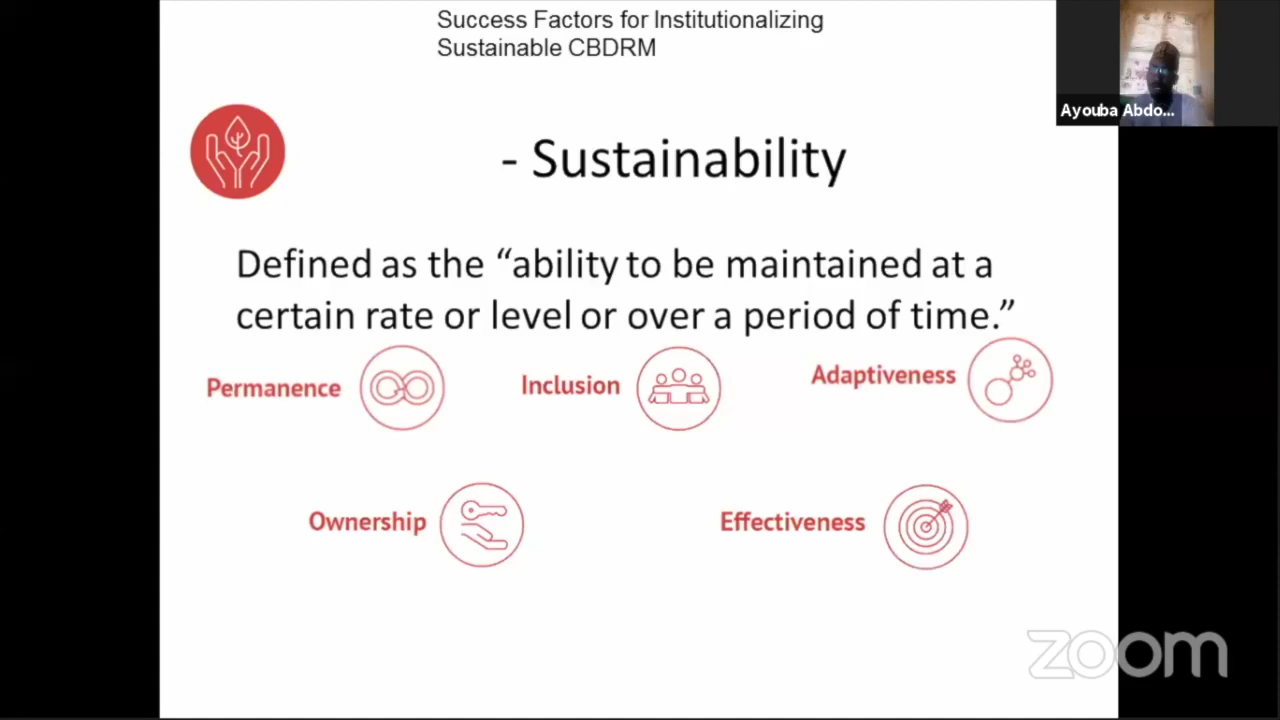 Success Factors for Institutionalizing
Sustainable CBDRM
Ayouba Abdo...
- Sustainability
Defined as the “ability to be maintained at a
certain rate or level or over a period of time.”
Permanence
Inclusion
Adaptiveness
Ownership
Effectiveness
zoom